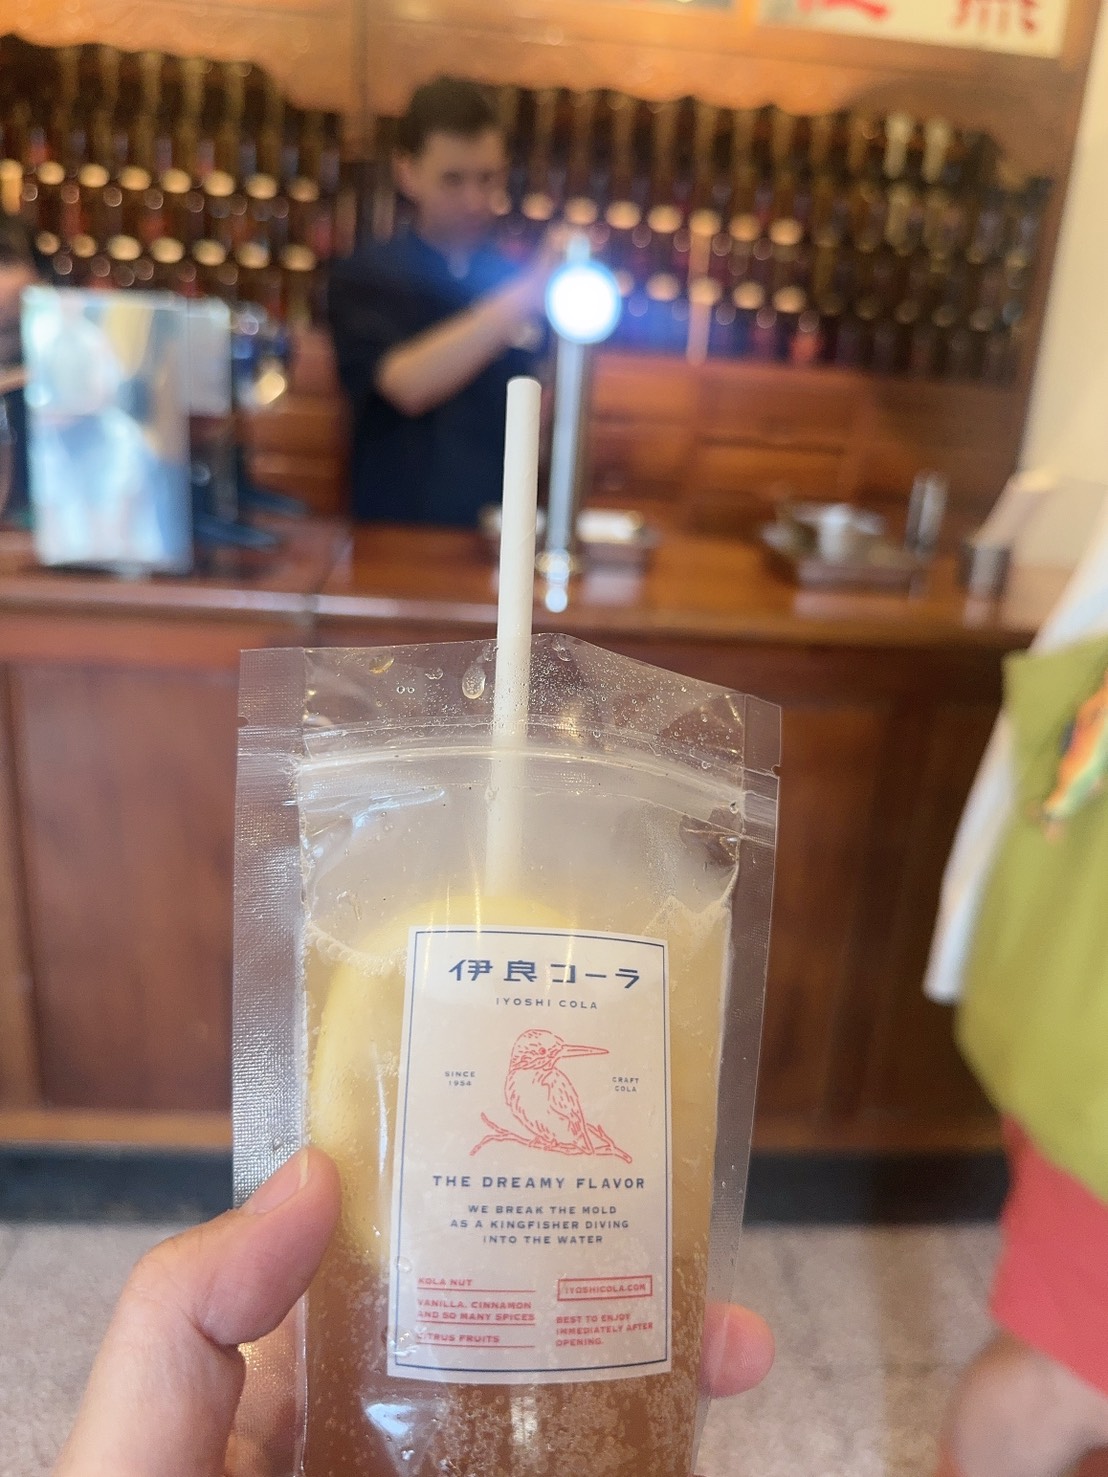 伊良コーラ
IYOSHI COLA
SINCE
1954
CRAFT
COLA
THE DREAMY FLAVOR
WE BREAK THE MOLD
AS A KINGFISHER DIVING
INTO THE WATER
KOLA NUT
VANILLA, CINNAMON
AND SO MANY SPICES
CITRUS FRUITS
IYOSHICOLA.COM
BEST TO ENJOY
IMMEDIATELY AFTER
OPENING.